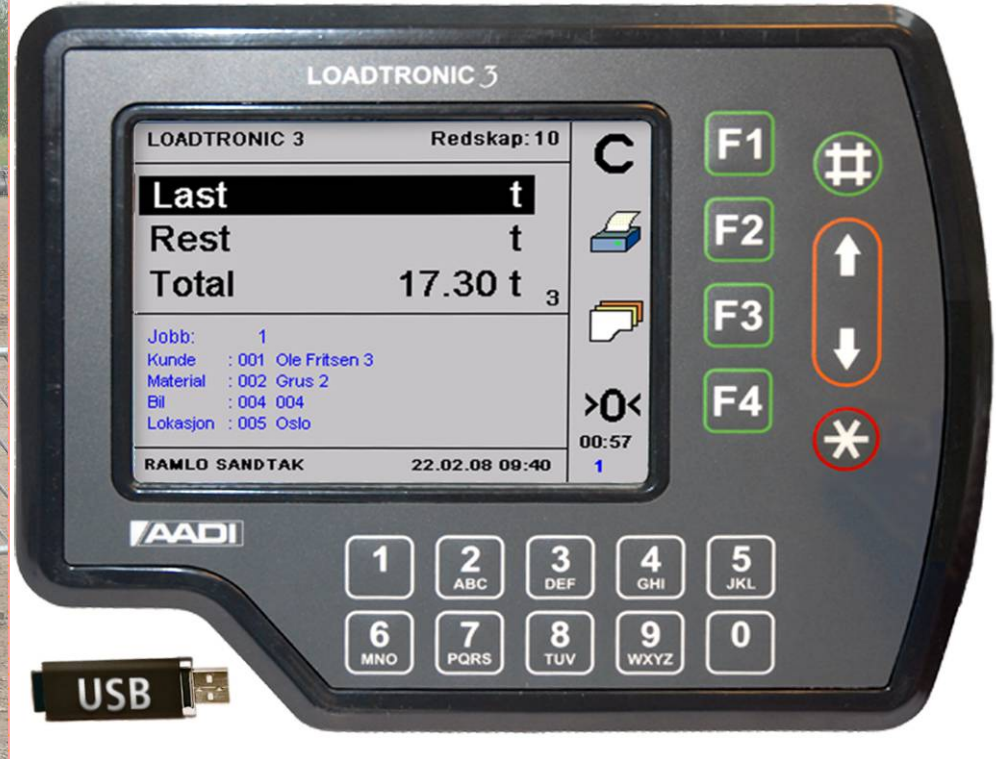 LOADTRONIC 3
LOADTRONIC 3 Redskap: 10
C
Last t
Rest t
Total 17.30 t 3
Jobb: 1
Kunde : 001 Ole Fritsen 3
Material : 002 Grus 2
Bil : 004 004
Lokasjon : 005 Oslo
>0<
00:57
1
RAMLO SANDTAK 22.02.08 09:40
F1
F2
F3
F4
#
*
AADI
1 2 3 4 5
ABC DEF GHI JKL
6 7 8 9 0
MNO PQRS TUV WXYZ
USB